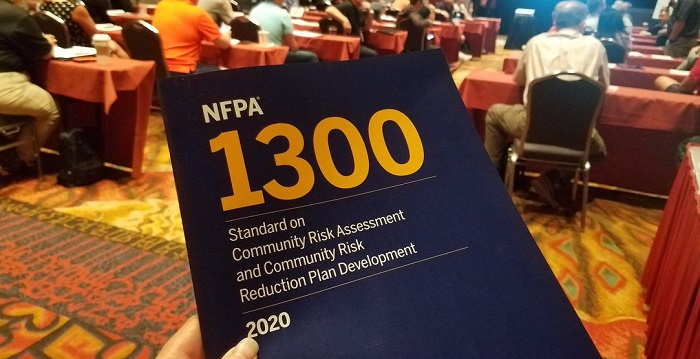 NFPA®
1300
Standard on
Community Risk Assessment
and Community Risk
Reduction Plan Development
2020